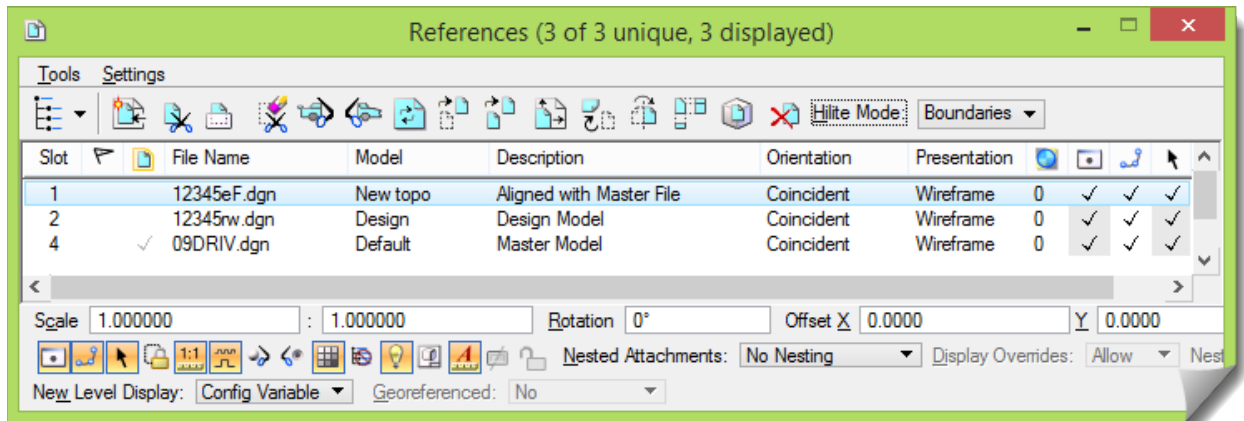 References (3 of 3 unique, 3 displayed)
Tools Settings
Hilite Mode: Boundaries
Slot File Name Model Description Orientation Presentation
1 12345eF.dgn New topo Aligned with Master File Coincident Wireframe 0
2 12345rw.dgn Design Design Model Coincident Wireframe 0
4 09DRIV.dgn Default Master Model Coincident Wireframe 0
Scale 1.000000 : 1.000000 Rotation 0° Offset X 0.0000 Y 0.0000
1:1 A Nested Attachments: No Nesting Display Overrides: Allow Nest
New Level Display: Config Variable Georeferenced: No